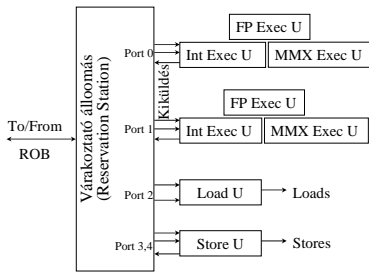 FP Exec U
Port 0
Int Exec U MMX Exec U
Kiküldés
FP Exec U
To/From
ROB
Várakoztató álloomás
(Reservation Station)
Port 1
Int Exec U MMX Exec U
Port 2
Load U
Loads
Port 3,4
Store U
Stores